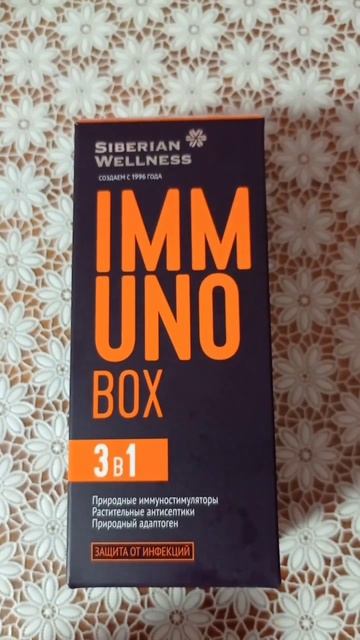 SIBERIAN
WELLNESS
СОЗДАЕМ С 1996 ГОДА
IMM
UNO
BOX
3 в 1
Природные иммуностимуляторы
Растительные антисептики
Природный адаптоген
ЗАЩИТА ОТ ИНФЕКЦИЙ